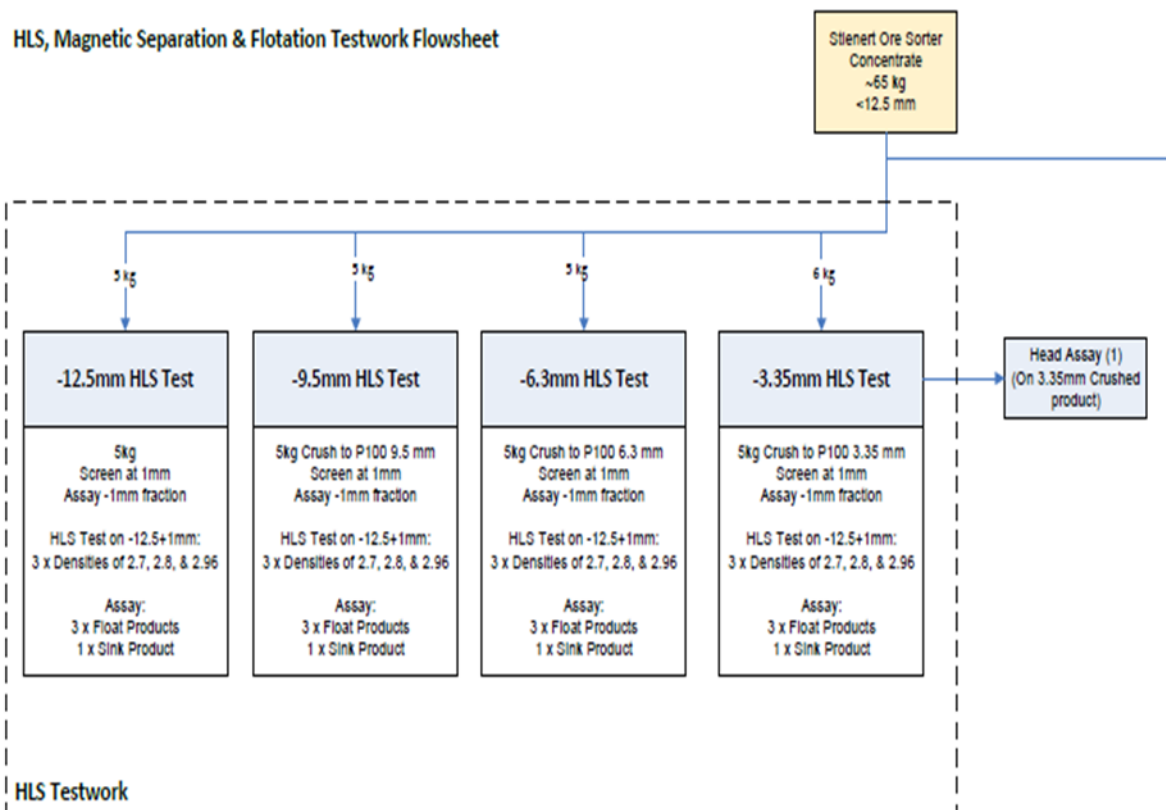 HLS, Magnetic Separation & Flotation Testwork Flowsheet
Stienert Ore Sorter
Concentrate
~65 kg
<12.5 mm
5 kg
5 kg
5 kg
6 kg
-12.5mm HLS Test
5kg
Screen at 1mm
Assay -1mm fraction
HLS Test on -12.5+1mm:
3 x Densities of 2.7, 2.8, & 2.96
Assay:
3 x Float Products
1 x Sink Product
-9.5mm HLS Test
5kg Crush to P100 9.5 mm
Screen at 1mm
Assay -1mm fraction
HLS Test on -12.5+1mm:
3 x Densities of 2.7, 2.8, & 2.96
Assay:
3 x Float Products
1 x Sink Product
-6.3mm HLS Test
5kg Crush to P100 6.3 mm
Screen at 1mm
Assay -1mm fraction
HLS Test on -12.5+1mm:
3 x Densities of 2.7, 2.8, & 2.96
Assay:
3 x Float Products
1 x Sink Product
-3.35mm HLS Test
5kg Crush to P100 3.35 mm
Screen at 1mm
Assay -1mm fraction
HLS Test on -12.5+1mm:
3 x Densities of 2.7, 2.8, & 2.96
Assay:
3 x Float Products
1 x Sink Product
Head Assay (1)
(On 3.35mm Crushed
product)
HLS Testwork